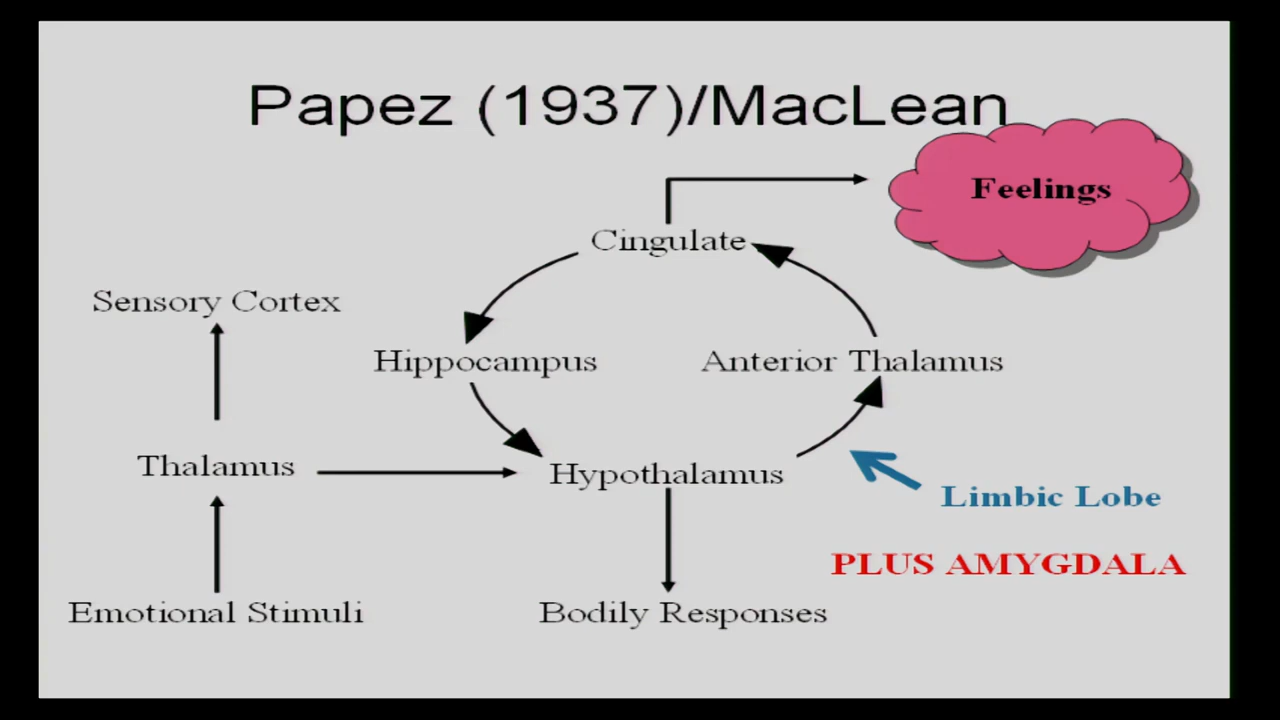 Papez (1937)/MacLean
Feelings
Cingulate
Sensory Cortex
Hippocampus
Anterior Thalamus
Thalamus
Hypothalamus
Limbic Lobe
PLUS AMYGDALA
Emotional Stimuli
Bodily Responses